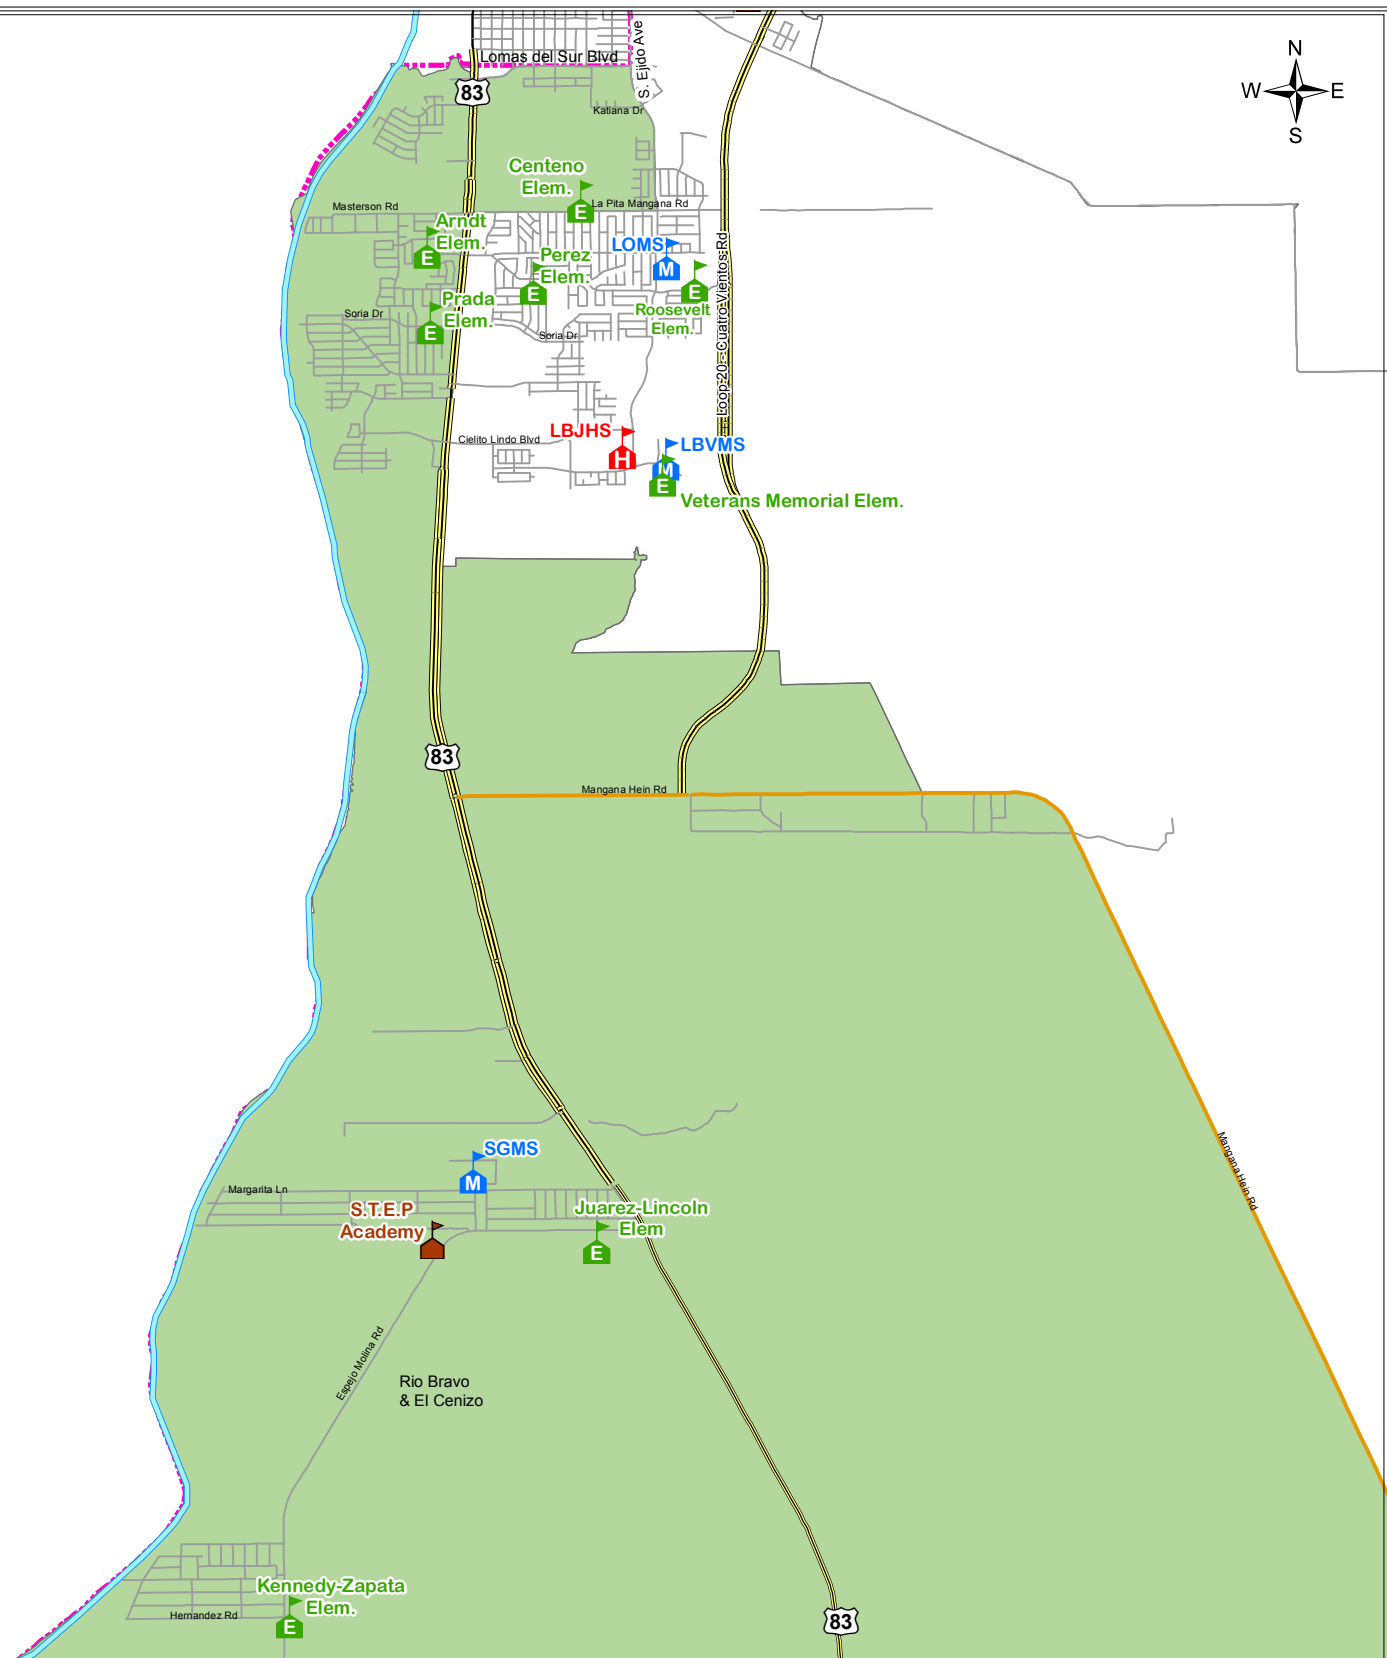 Lomas del Sur Blvd
S. Ejido Ave
83
N
W E
S
Katiana Dr
Centeno
Elem.
E
La Pita Mangana Rd
Masterson Rd
Arndt
Elem.
E
LOMS
M
Perez
Elem.
E
E
Roosevelt
Elem.
Loop 20 - Cuatro Vientos Rd
Prada
Elem.
E
Soria Dr
Soria Dr
LBJHS
H
Cielito Lindo Blvd
LBVMS
M
E
Veterans Memorial Elem.
83
Mangana Hein Rd
Mangana Hein Rd
SGMS
M
Margarita Ln
S.T.E.P
Academy
Juarez-Lincoln
Elem
E
Espejo Molina Rd
Rio Bravo
& El Cenizo
Kennedy-Zapata
Elem.
E
Hernandez Rd
83